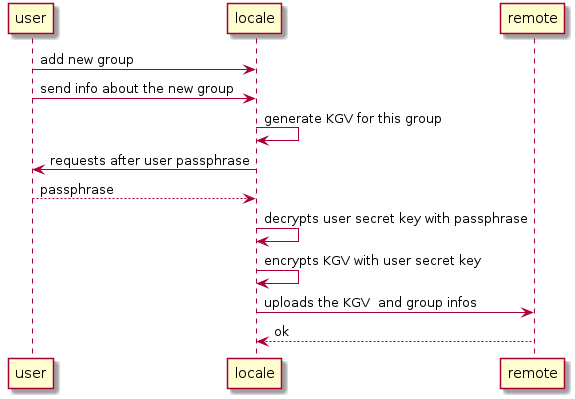 user locale remote
add new group
send info about the new group
generate KGV for this group
requests after user passphrase
passphrase
decrypts user secret key with passphrase
encrypts KGV with user secret key
uploads the KGV  and group infos
ok
user locale remote